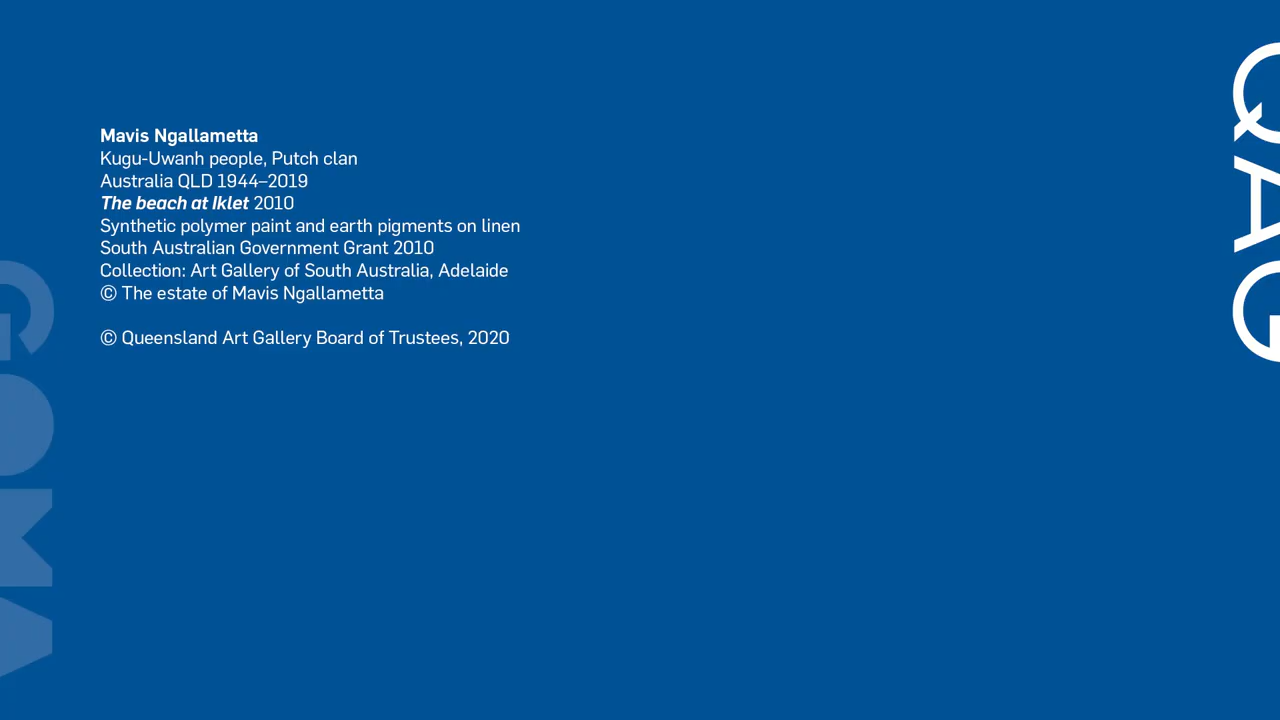 Mavis Ngallametta
Kugu-Uwanh people, Putch clan
Australia QLD 1944–2019
The beach at Iklet 2010
Synthetic polymer paint and earth pigments on linen
South Australian Government Grant 2010
Collection: Art Gallery of South Australia, Adelaide
© The estate of Mavis Ngallametta
© Queensland Art Gallery Board of Trustees, 2020
GOMA
QAG